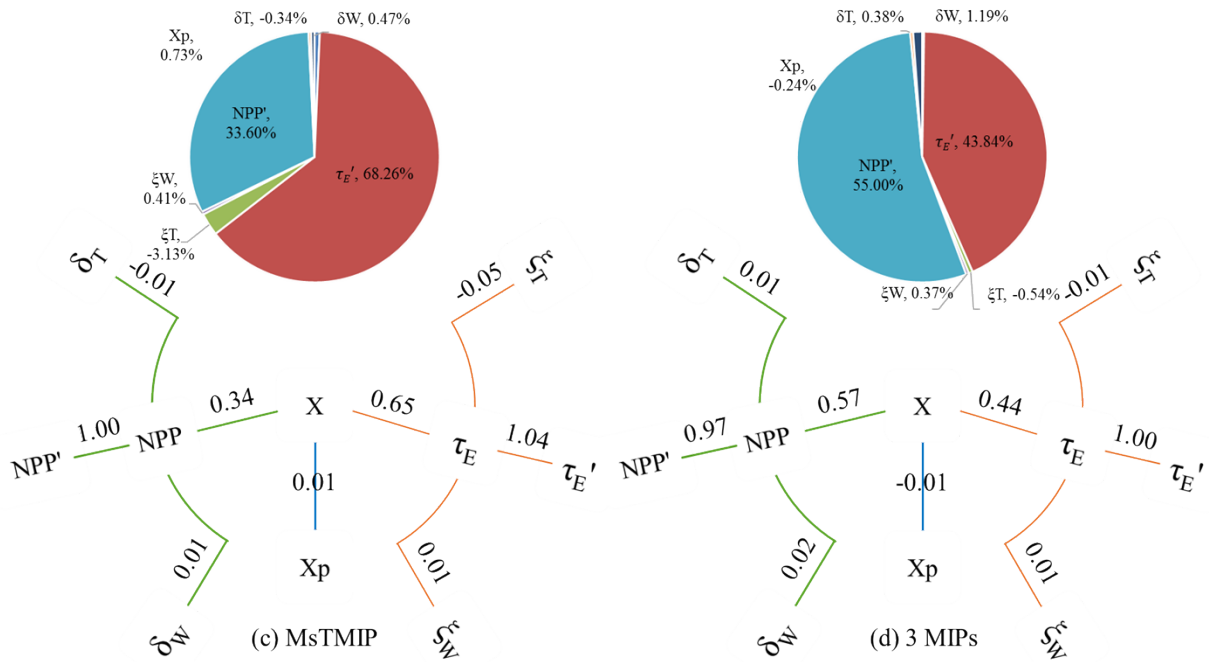 δT, -0.34%
δW, 0.47%
Xp,
0.73%
NPP',
33.60%
τE', 68.26%
ξW,
0.41%
ξT,
-3.13%
δT
-0.01
-0.05
ξT
0.34
X
0.65
1.00
NPP
NPP'
τE
1.04
τE'
0.01
Xp
0.01
δW
0.01
ξW
(c) MsTMIP
δT, 0.38%
δW, 1.19%
Xp,
-0.24%
τE', 43.84%
NPP',
55.00%
ξW, 0.37%
ξT, -0.54%
δT
0.01
-0.01
ξT
0.57
X
0.44
0.97
NPP
NPP'
τE
1.00
τE'
-0.01
Xp
0.02
δW
0.01
ξW
(d) 3 MIPs